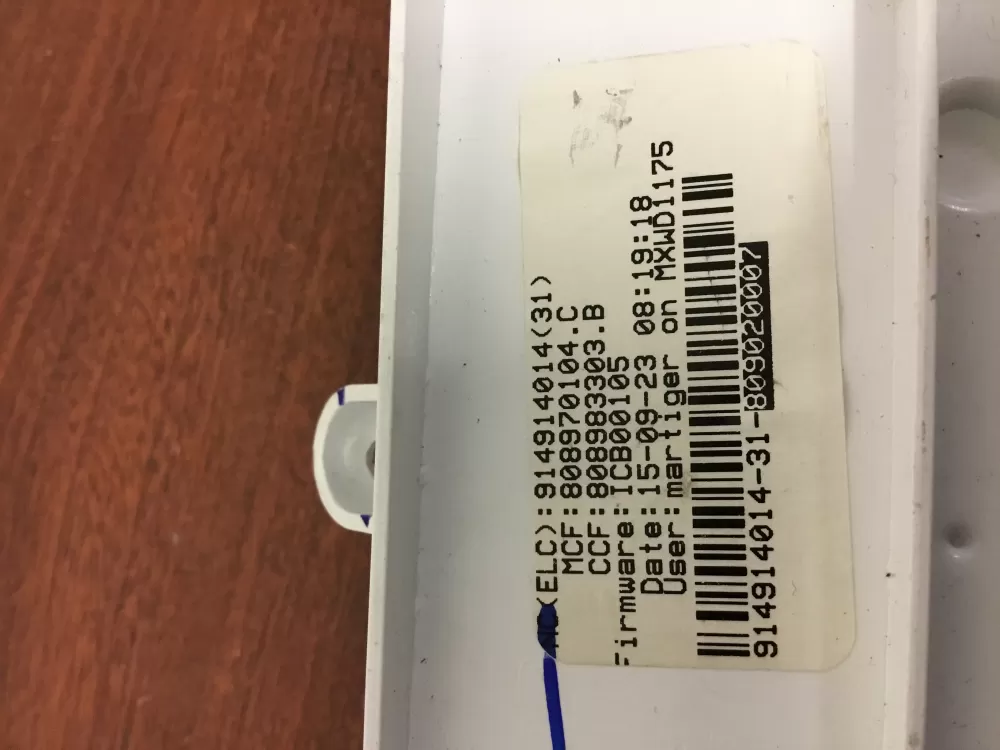 (ELC):914914014(31)
MCF:808970104.C
CCF:808983303.B
Firmware:ICB00105
Date:15-09-23 08:19:18
User:martiger on MXWD1175
914914014-31-809020007